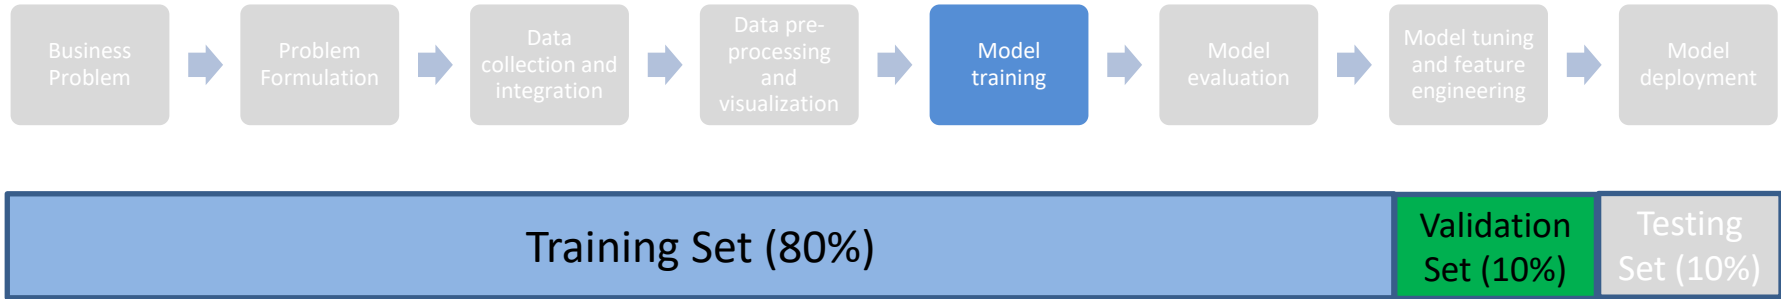 Business
Problem
Problem
Formulation
Data
collection and
integration
Data pre-
processing
and
visualization
Model
training
Model
evaluation
Model tuning
and feature
engineering
Model
deployment
Training Set (80%)
Validation
Set (10%)
Testing
Set (10%)